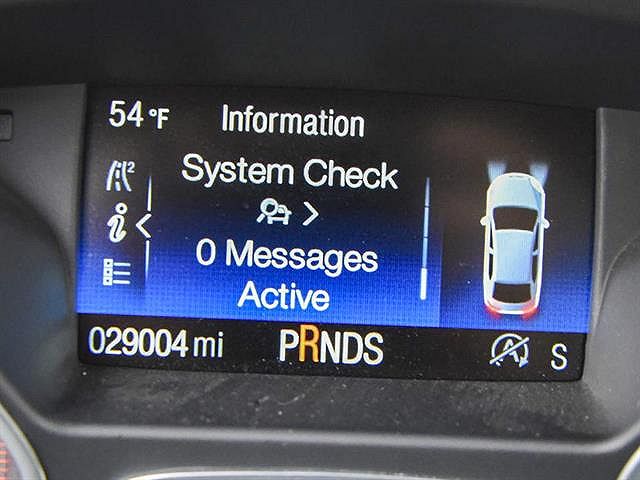 54 °F Information
System Check
0 Messages
Active
029004 mi PRNDS A S